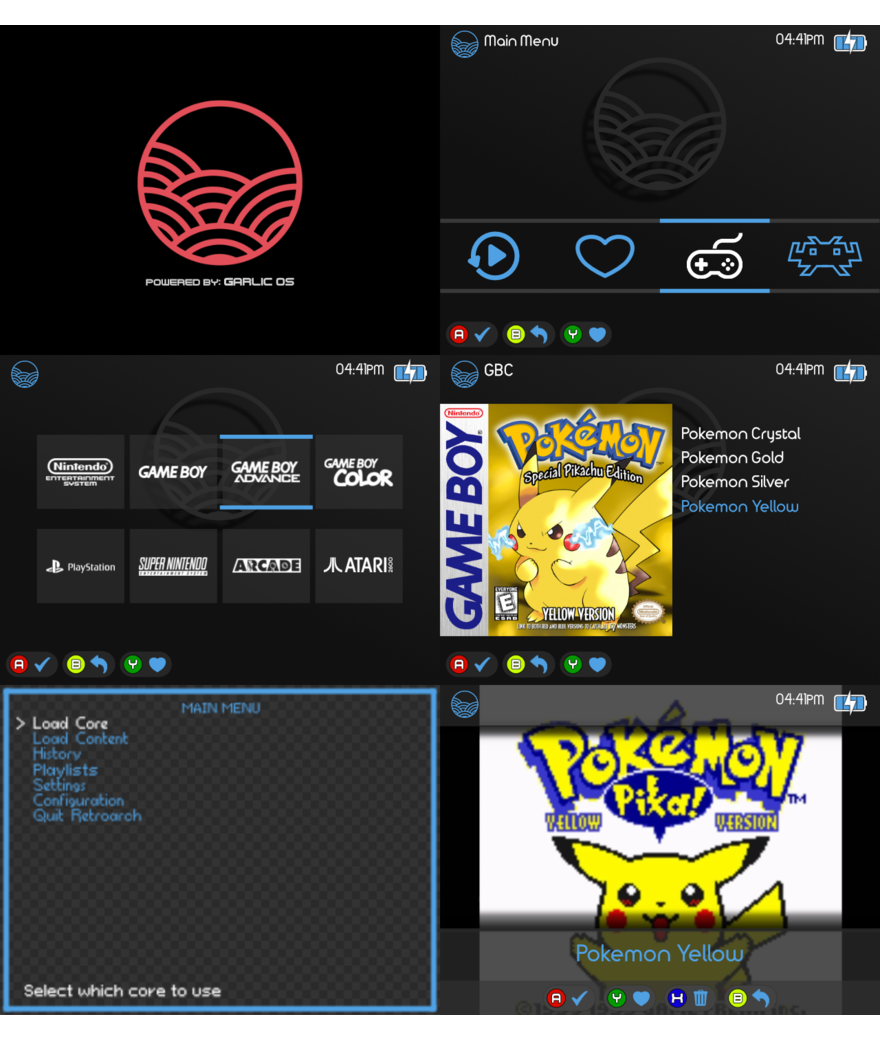 POWERED BY: GARLIC OS
Main Menu
04:41PM
A
B
Y
04:41PM
Nintendo
ENTERTAINMENT
SYSTEM
GAME BOY
GAME BOY
ADVANCE
GAME BOY
COLOR
PlayStation
SUPER NINTENDO
ENTERTAINMENT SYSTEM
ARCADE
ATARI 2600
A
B
Y
GBC
04:41PM
Nintendo
GAME BOY
POKéMON
Special Pikachu Edition
EVERYONE
E
ESRB
YELLOW VERSION
Pokemon Crystal
Pokemon Gold
Pokemon Silver
Pokemon Yellow
A
B
Y
MAIN MENU
> Load Core
Load Content
History
Playlists
Settings
Configuration
Quit Retroarch
Select which core to use
04:41PM
POKéMON
TM
Pika!
YELLOW VERSION
Pokemon Yellow
A
Y
X
B